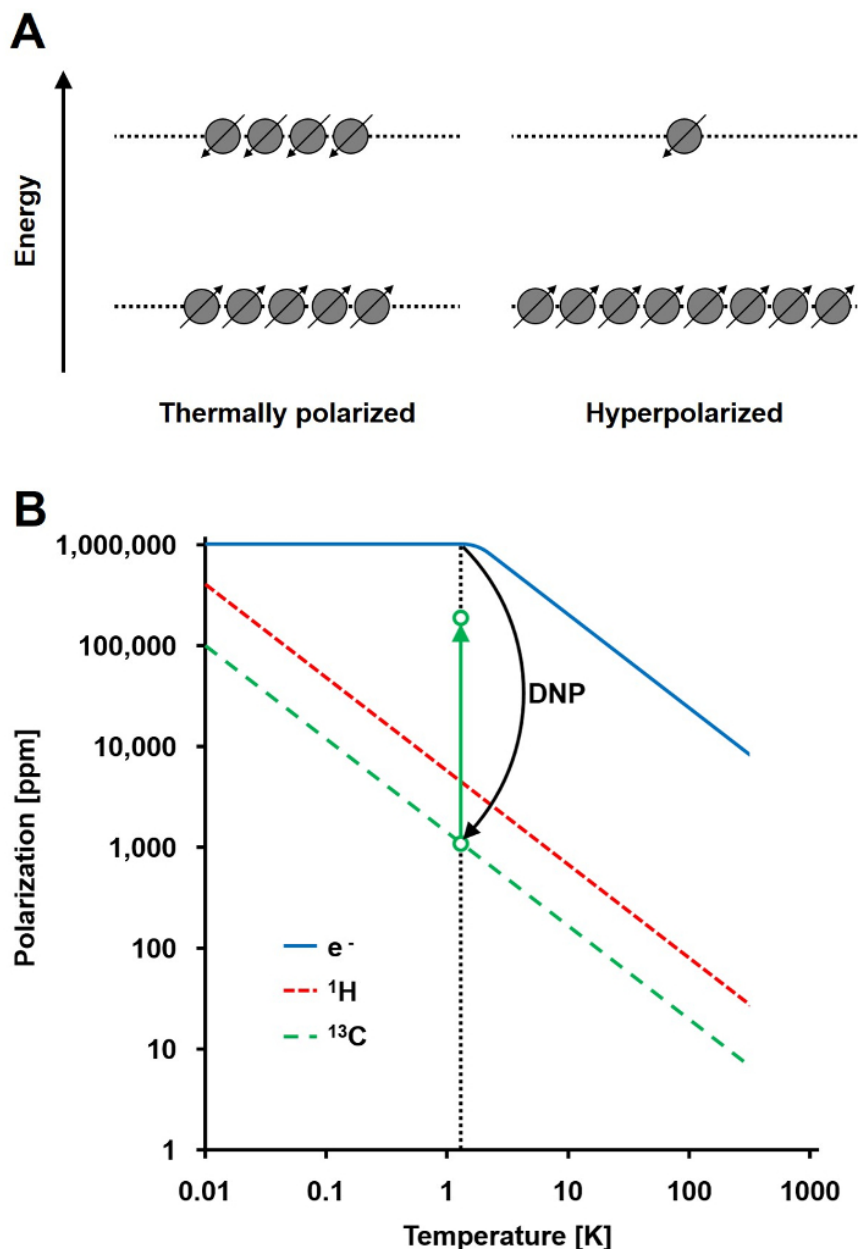 A
Energy
Thermally polarized
Hyperpolarized
B
Polarization [ppm]
1,000,000
100,000
10,000
1,000
100
10
1
DNP
e -
¹H
¹³C
0.01 0.1 1 10 100 1000
Temperature [K]